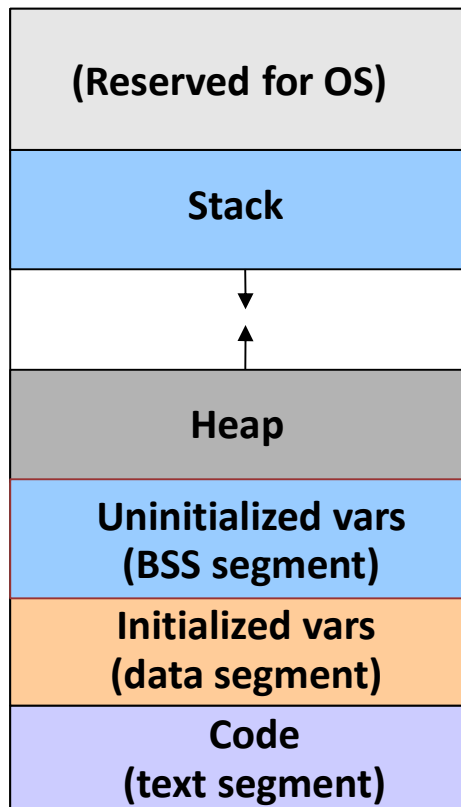 (Reserved for OS)
Stack
Heap
Uninitialized vars
(BSS segment)
Initialized vars
(data segment)
Code
(text segment)